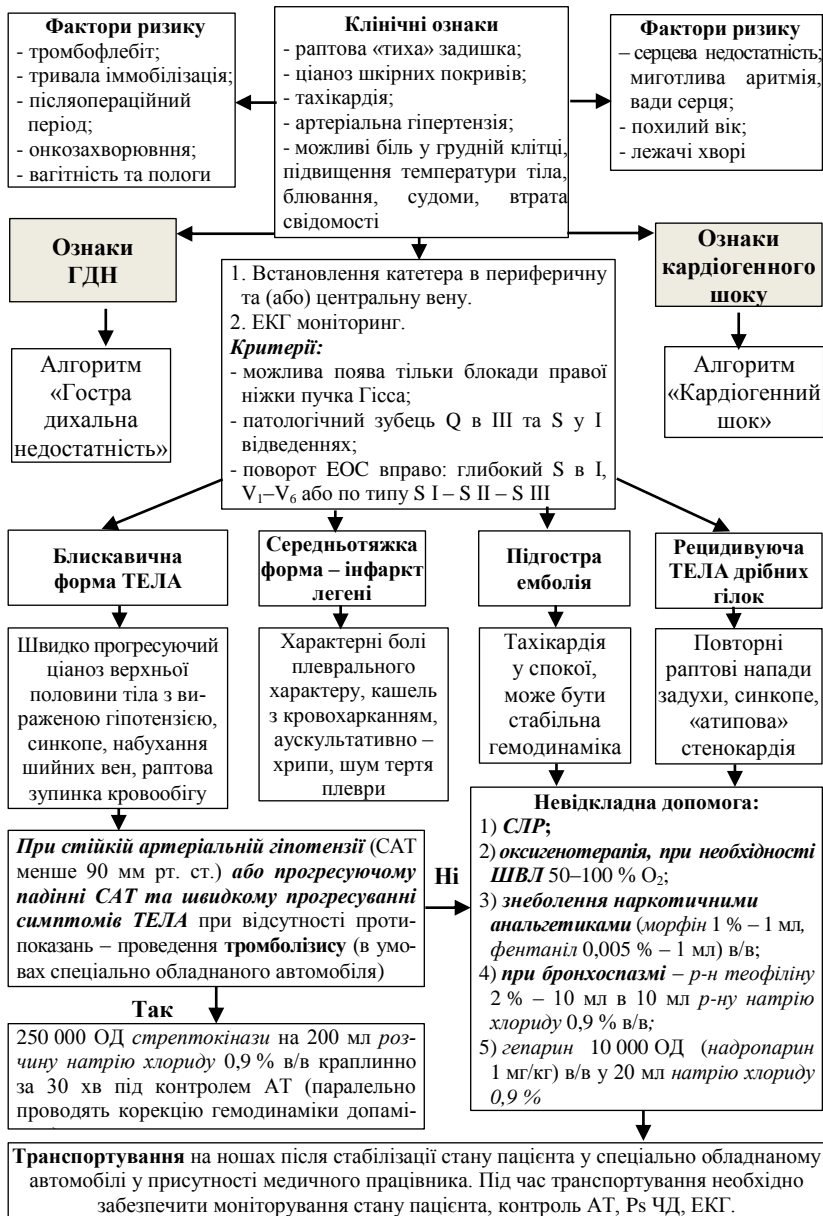 Фактори ризику
- тромбофлебіт;
- тривала іммобілізація;
- післяопераційний
період;
- онкозахворювння;
- вагітність та пологи
Клінічні ознаки
- раптова «тиха» задишка;
- ціаноз шкірних покривів;
- тахікардія;
- артеріальна гіпертензія;
- можливі біль у грудній клітці,
підвищення температури тіла,
блювання, судоми, втрата
свідомості
Фактори ризику
– серцева недостатність;
миготлива аритмія,
вади серця;
- похилий вік;
- лежачі хворі
Ознаки
ГДН
Ознаки
кардіогенного
шоку
1. Встановлення катетера в периферичну
та (або) центральну вену.
2. ЕКГ моніторинг.
Критерії:
- можлива поява тільки блокади правої
ніжки пучка Гісса;
- патологічний зубець Q в III та S у I
відведеннях;
- поворот ЕОС вправо: глибокий S в I,
V₁–V₆ або по типу S I – S II – S III
Алгоритм
«Гостра
дихальна
недостатність»
Алгоритм
«Кардіогенний
шок»
Блискавична
форма ТЕЛА
Середньотяжка
форма – інфаркт
легені
Підгостра
емболія
Рецидивуюча
ТЕЛА дрібних
гілок
Швидко прогресуючий
ціаноз верхньої
половини тіла з ви-
раженою гіпотензією,
синкопе, набухання
шийних вен, раптова
зупинка кровообігу
Характерні болі
плеврального
характеру, кашель
з кровохарканням,
аускультативно –
хрипи, шум тертя
плеври
Тахікардія
у спокої,
може бути
стабільна
гемодинаміка
Повторні
раптові напади
задухи, синкопе,
«атипова»
стенокардія
При стійкій артеріальній гіпотензії (САТ
менше 90 мм рт. ст.) або прогресуючому
падінні САТ та швидкому прогресуванні
симптомів ТЕЛА при відсутності проти-
показань – проведення тромболізису (в умо-
вах спеціально обладнаного автомобіля)
Ні
Так
250 000 ОД стрептокінази на 200 мл роз-
чину натрію хлориду 0,9 % в/в краплинно
за 30 хв під контролем АТ (паралельно
проводять корекцію гемодинаміки допамі-
Невідкладна допомога:
1) СЛР;
2) оксигенотерапія, при необхідності
ШВЛ 50–100 % О₂;
3) знеболення наркотичними
анальгетиками (морфін 1 % – 1 мл,
фентаніл 0,005 % – 1 мл) в/в;
4) при бронхоспазмі – р-н теофіліну
2 % – 10 мл в 10 мл р-ну натрію
хлориду 0,9 % в/в;
5) гепарин 10 000 ОД (надропарин
1 мг/кг) в/в у 20 мл натрію хлориду
0,9 %
Транспортування на ношах після стабілізації стану пацієнта у спеціально обладнаному
автомобілі у присутності медичного працівника. Під час транспортування необхідно
забезпечити моніторування стану пацієнта, контроль АТ, Ps ЧД, ЕКГ.